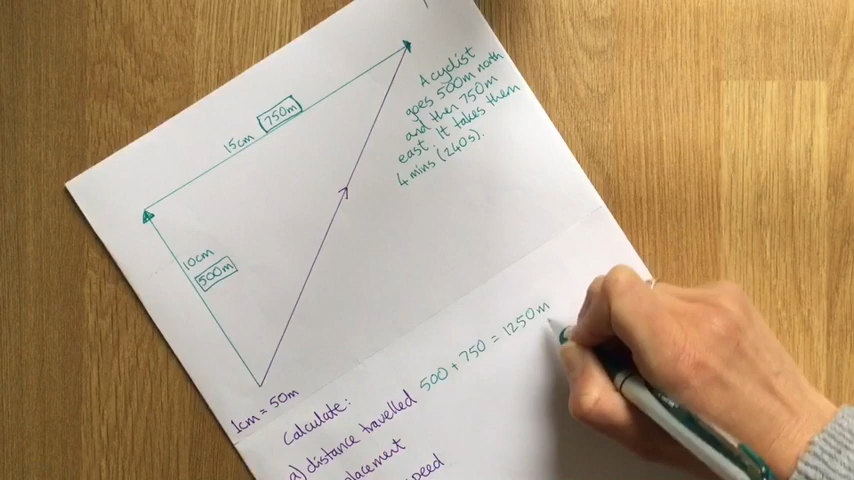 A cyclist
goes 500m north
and then 750m
east. It takes them
4 mins (240s).
750m
15cm
10cm
500m
1cm = 50m
Calculate:
a) distance travelled 500 + 750 = 1250m